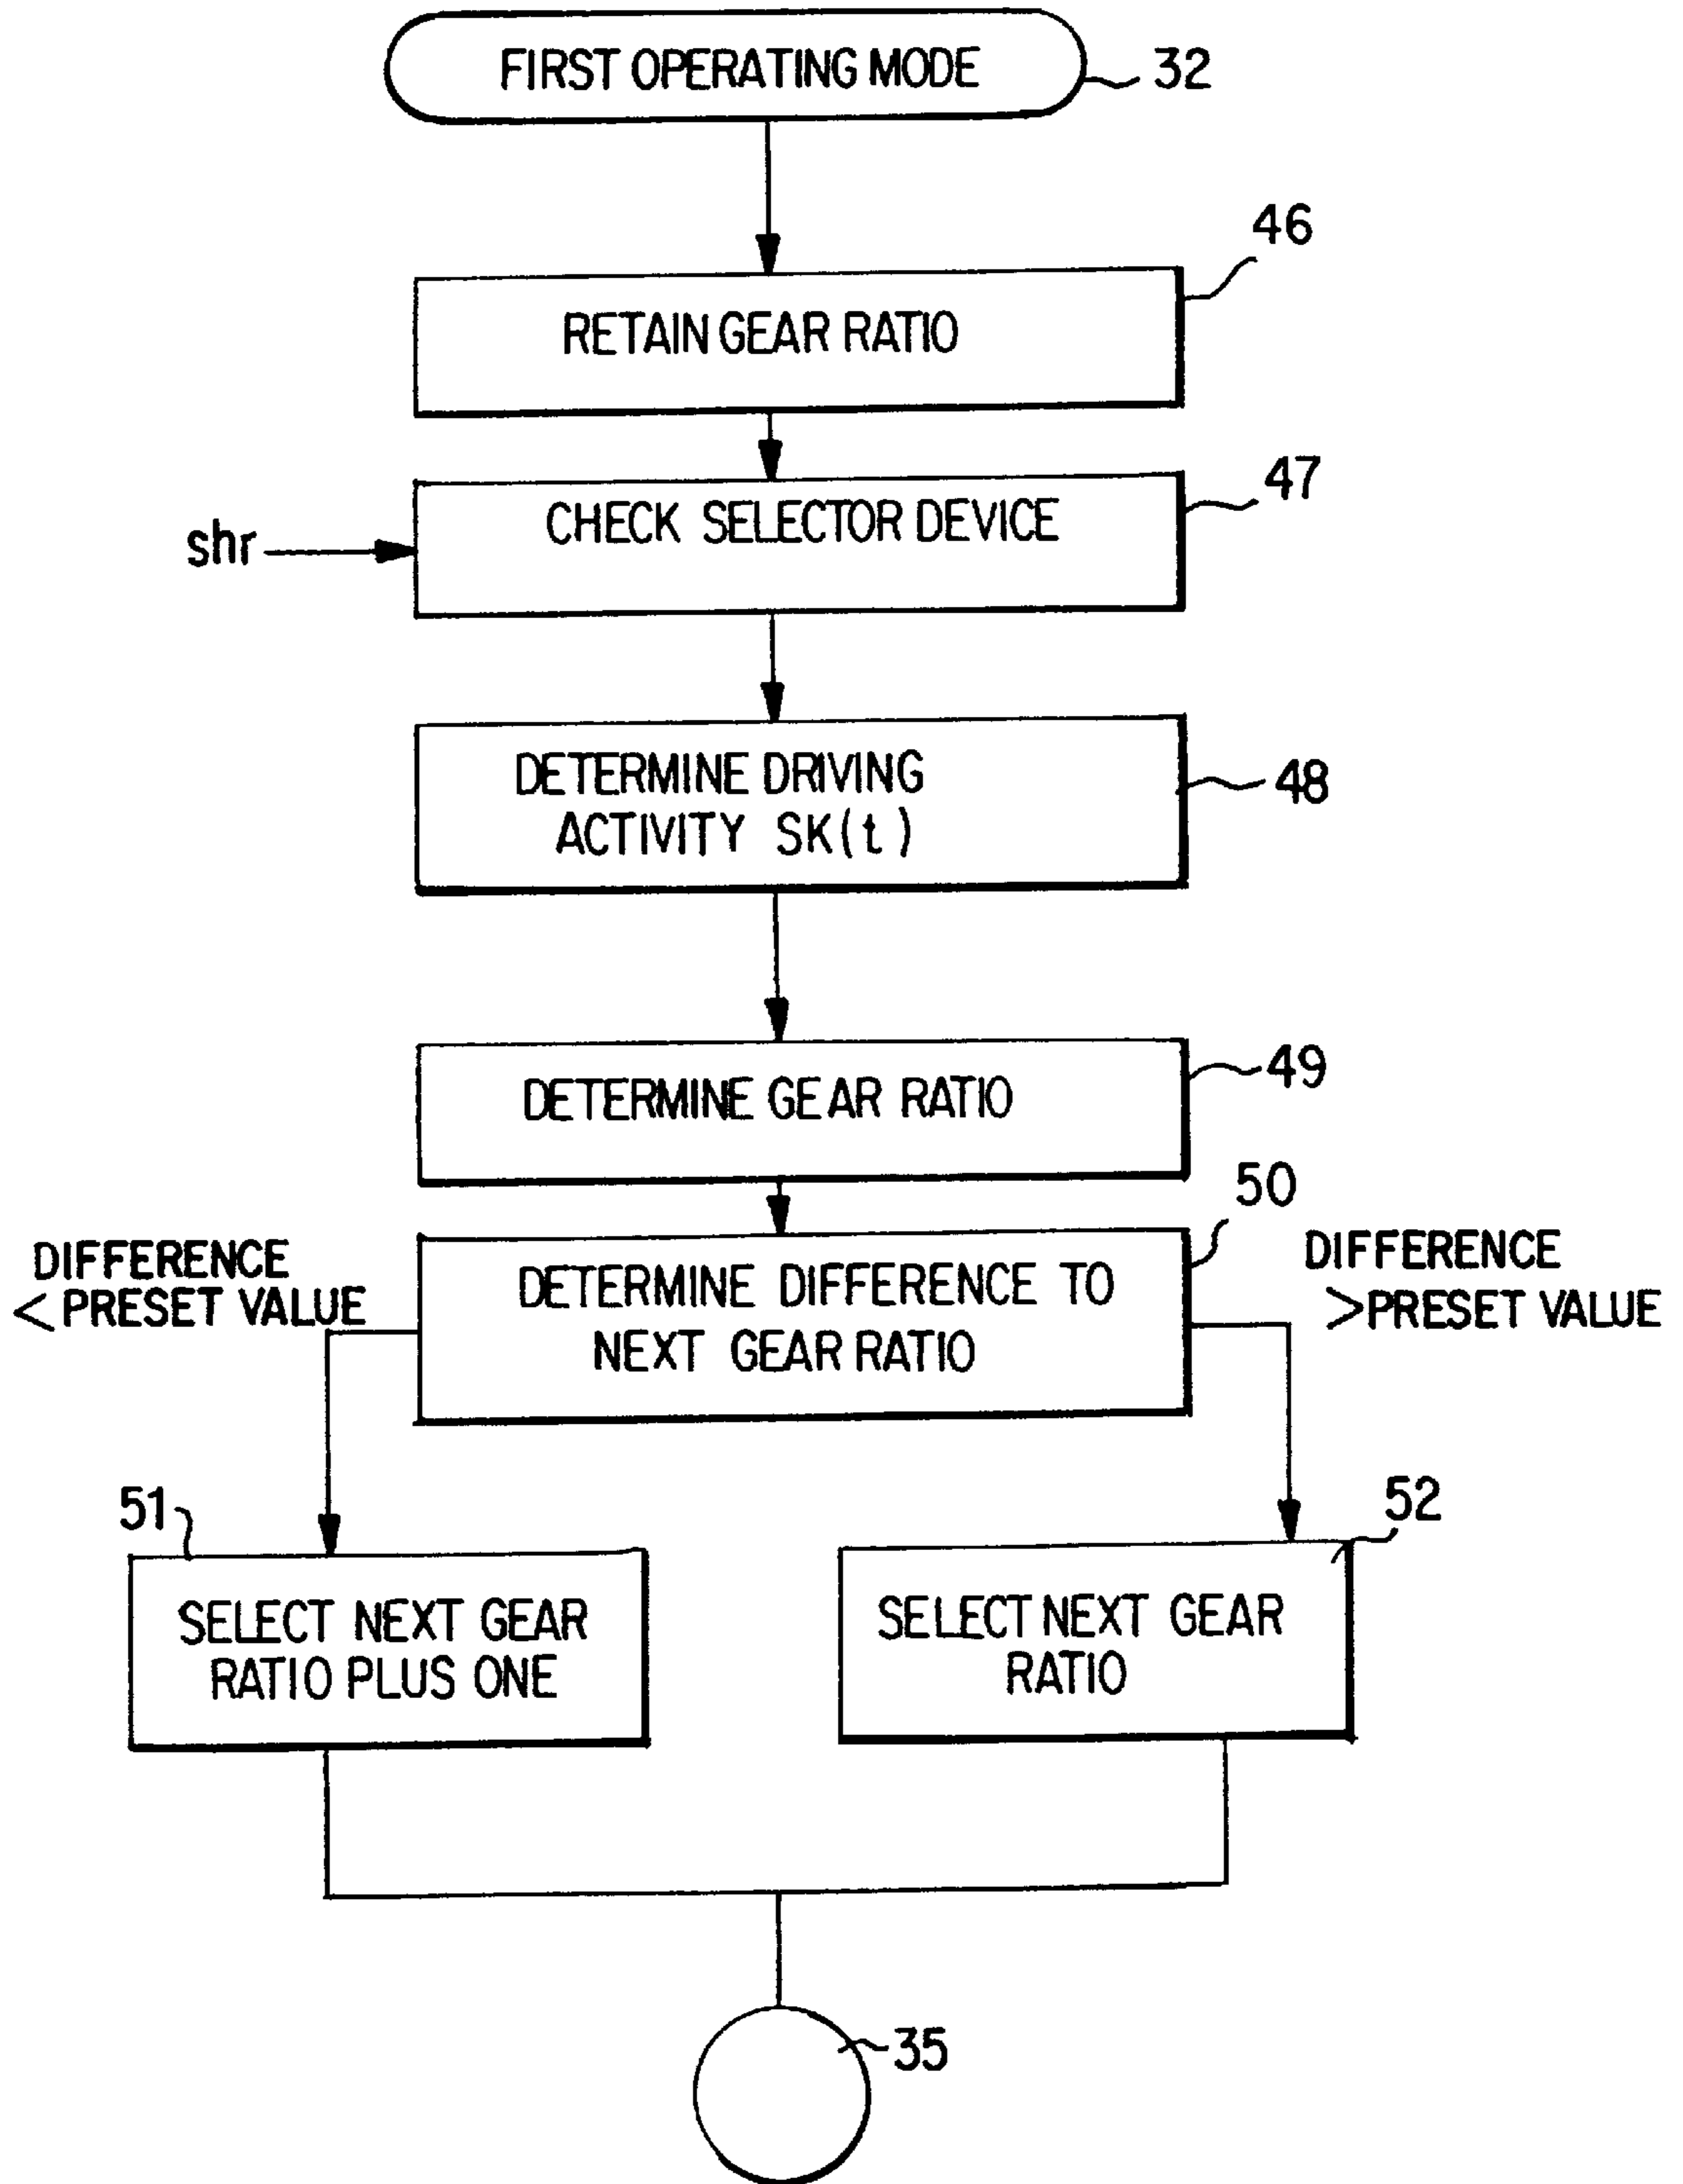 FIRST OPERATING MODE
32
46
RETAIN GEAR RATIO
47
shr
CHECK SELECTOR DEVICE
DETERMINE DRIVING
ACTIVITY SK(t)
48
DETERMINE GEAR RATIO
49
50
DIFFERENCE
< PRESET VALUE
DETERMINE DIFFERENCE TO
NEXT GEAR RATIO
DIFFERENCE
>PRESET VALUE
51
SELECT NEXT GEAR
RATIO PLUS ONE
52
SELECT NEXT GEAR
RATIO
35